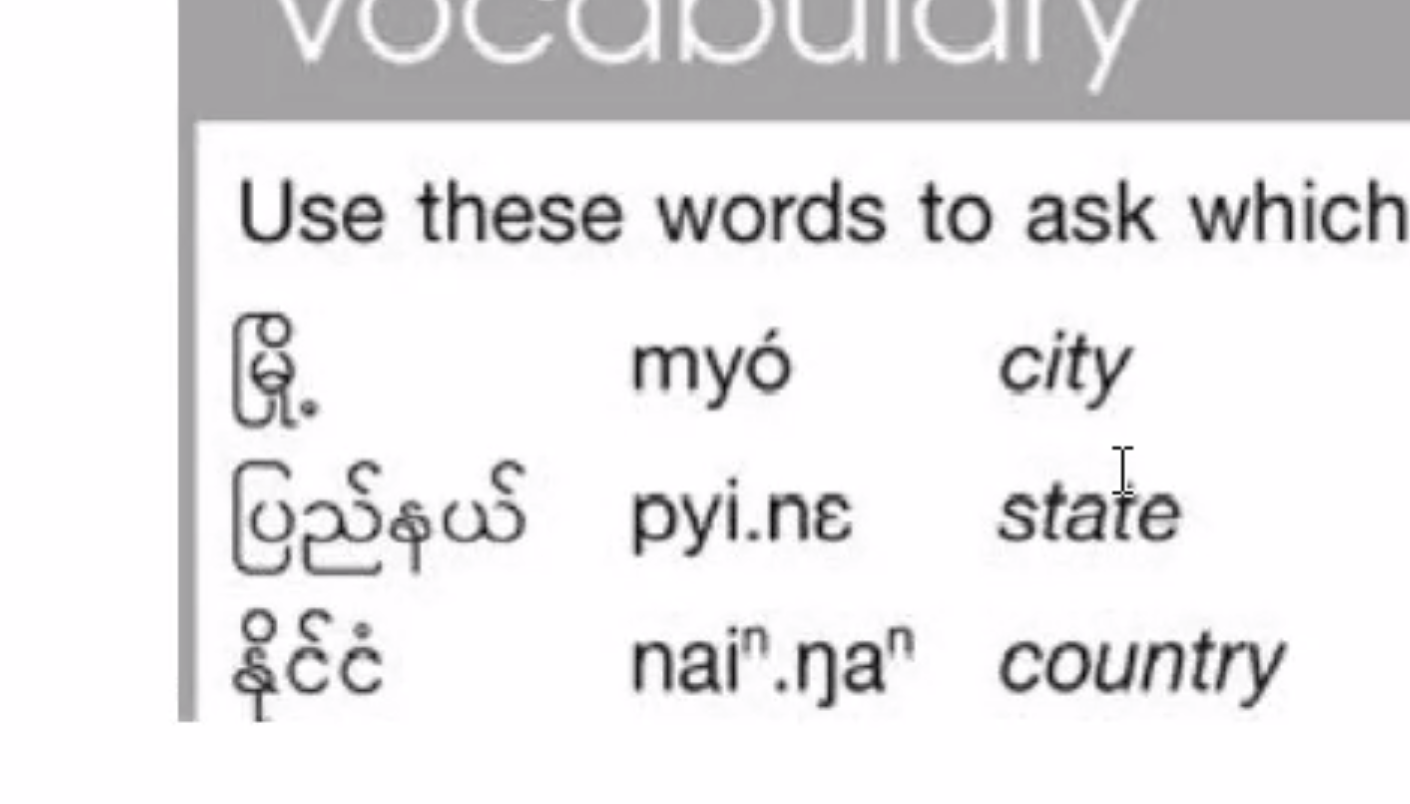 vocabulary
Use these words to ask which
မြို့ myó city
ပြည်နယ် pyi.nɛ state
နိုင်ငံ naiⁿ.ŋaⁿ country